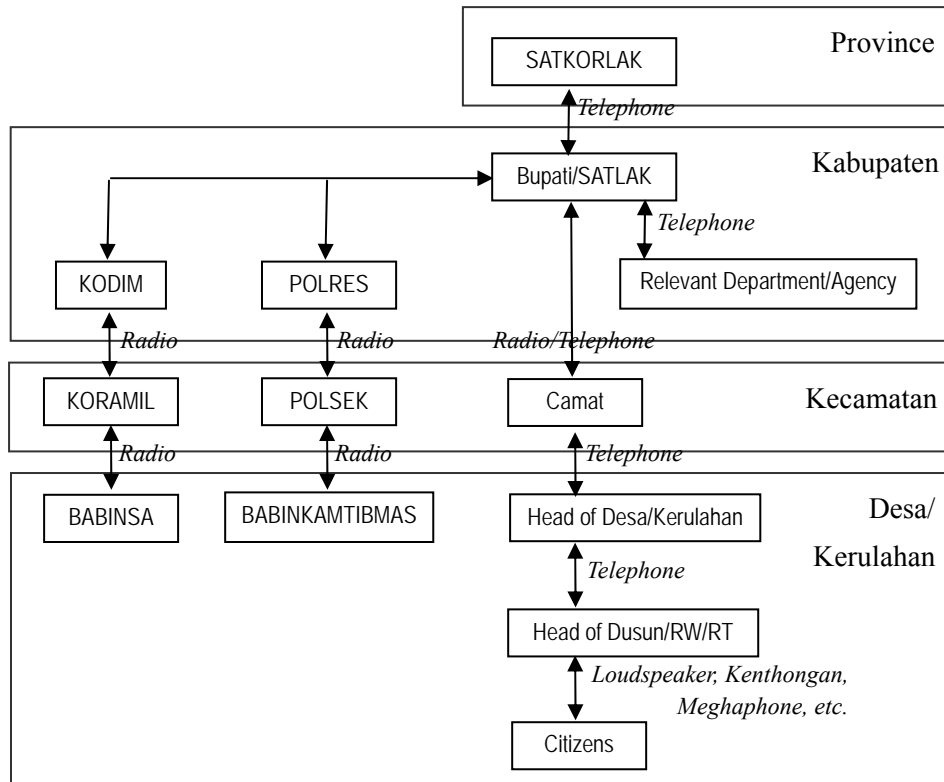 Province
SATKORLAK
Telephone
Kabupaten
Bupati/SATLAK
Telephone
KODIM
POLRES
Relevant Department/Agency
Radio
Radio
Radio/Telephone
Kecamatan
KORAMIL
POLSEK
Camat
Radio
Radio
Telephone
Desa/
Kerulahan
BABINSA
BABINKAMTIBMAS
Head of Desa/Kerulahan
Telephone
Head of Dusun/RW/RT
Loudspeaker, Kenthongan,
Meghaphone, etc.
Citizens